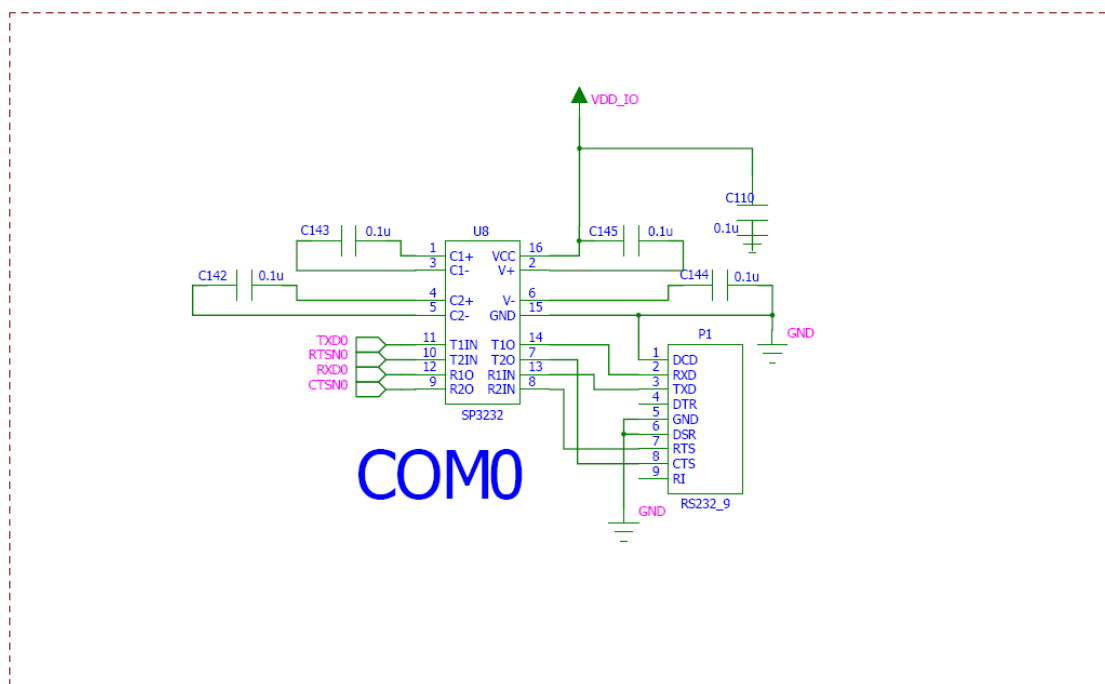 VDD_IO
C110
0.1u
C143 0.1u
U8
C145 0.1u
1 C1+ VCC 16
3 C1- V+ 2
C142 0.1u
C144 0.1u
4 C2+ V- 6
5 C2- GND 15
GND
P1
TXD0 11 T1IN T1O 14
RTSN0 10 T2IN T2O 7
RXD0 12 R1O R1IN 13
CTSN0 9 R2O R2IN 8
SP3232
1 DCD
2 RXD
3 TXD
4 DTR
5 GND
6 DSR
7 RTS
8 CTS
9 RI
RS232_9
GND
COM0